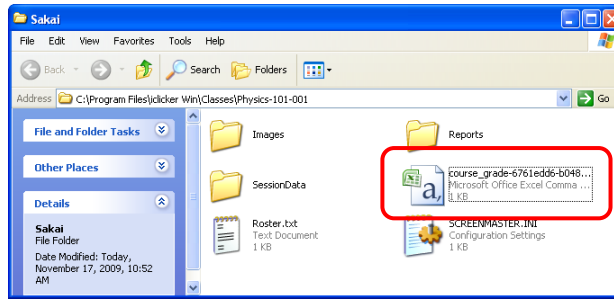 Sakai
File Edit View Favorites Tools Help
Back Search Folders
Address C:\Program Files\iclicker Win\Classes\Physics-101-001 Go
File and Folder Tasks
Other Places
Details
Sakai
File Folder
Date Modified: Today,
November 17, 2009, 10:52
AM
Images
Reports
SessionData
course_grade-6761edd6-b048...
Microsoft Office Excel Comma ...
1 KB
a,
Roster.txt
Text Document
1 KB
SCREENMASTER.INI
Configuration Settings
1 KB